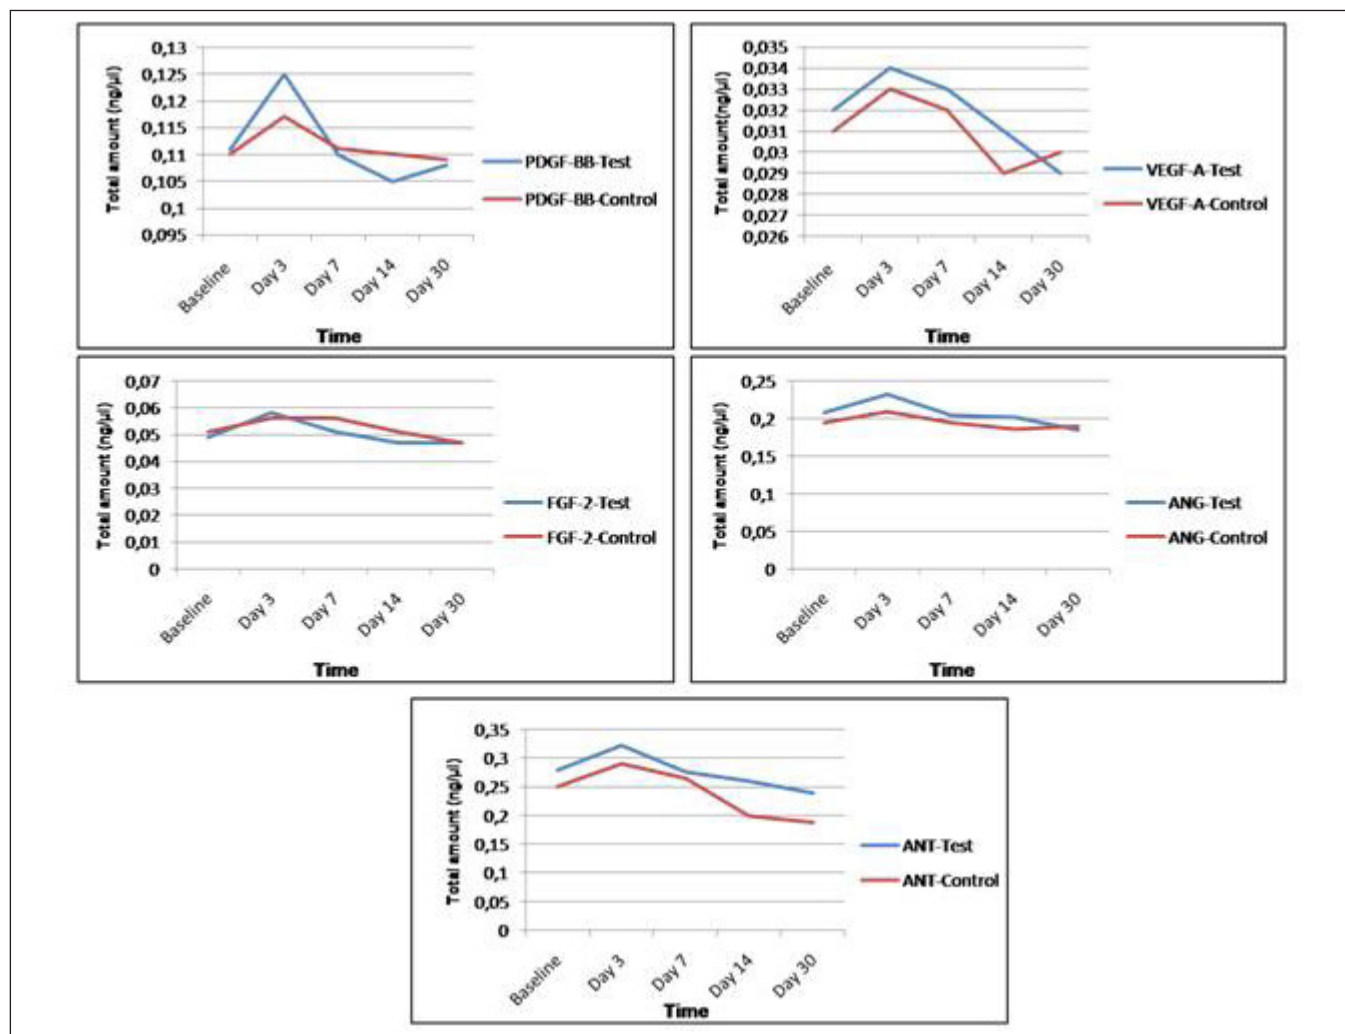 Total amount (ng/µl)
0,13
0,125
0,12
0,115
0,11
0,105
0,1
0,095
Baseline
Day 3
Day 7
Day 14
Day 30
Time
PDGF-BB-Test
PDGF-BB-Control
Total amount(ng/µl)
0,035
0,034
0,033
0,032
0,031
0,03
0,029
0,028
0,027
0,026
Baseline
Day 3
Day 7
Day 14
Day 30
Time
VEGF-A-Test
VEGF-A-Control
Total amount (ng/µl)
0,07
0,06
0,05
0,04
0,03
0,02
0,01
0
Baseline
Day 3
Day 7
Day 14
Day 30
Time
FGF-2-Test
FGF-2-Control
Total amount (ng/µl)
0,25
0,2
0,15
0,1
0,05
0
Baseline
Day 3
Day 7
Day 14
Day 30
Time
ANG-Test
ANG-Control
Total amount (ng/µl)
0,35
0,3
0,25
0,2
0,15
0,1
0,05
0
Baseline
Day 3
Day 7
Day 14
Day 30
Time
ANT-Test
ANT-Control